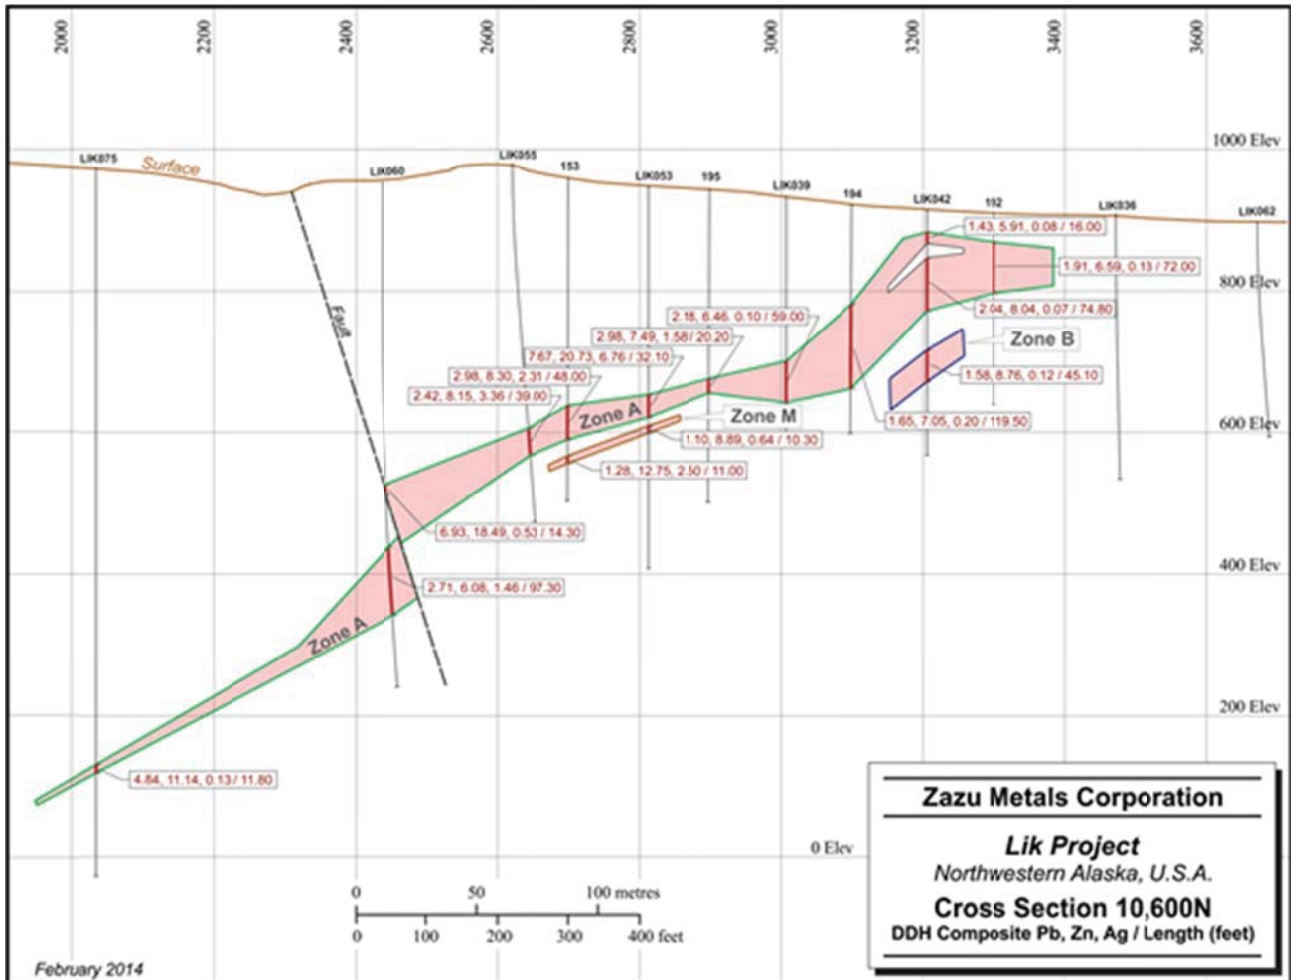 2000
2200
2400
2600
2800
3000
3200
3400
3600
1000 Elev
LIK075
Surface
LIK060
LIK055
153
LIK053
195
LIK039
194
LIK042
192
LIK036
LIK062
1.43, 5.91, 0.08 / 16.00
1.91, 6.59, 0.13 / 72.00
800 Elev
2.04, 8.04, 0.07 / 74.80
Fault
2.18, 6.46, 0.10 / 59.00
2.98, 7.49, 1.58 / 20.20
7.67, 20.73, 6.76 / 32.10
2.98, 8.30, 2.31 / 48.00
2.42, 8.15, 3.36 / 39.00
Zone B
1.58, 8.76, 0.12 / 45.10
Zone A
Zone M
1.65, 7.05, 0.20 / 119.50
600 Elev
1.10, 8.89, 0.64 / 10.30
1.28, 12.75, 2.50 / 11.00
6.93, 18.49, 0.53 / 14.30
400 Elev
2.71, 6.08, 1.46 / 97.30
Zone A
200 Elev
4.84, 11.14, 0.13 / 11.80
0 Elev
Zazu Metals Corporation
Lik Project
Northwestern Alaska, U.S.A.
Cross Section 10,600N
DDH Composite Pb, Zn, Ag / Length (feet)
0 50 100 metres
0 100 200 300 400 feet
February 2014